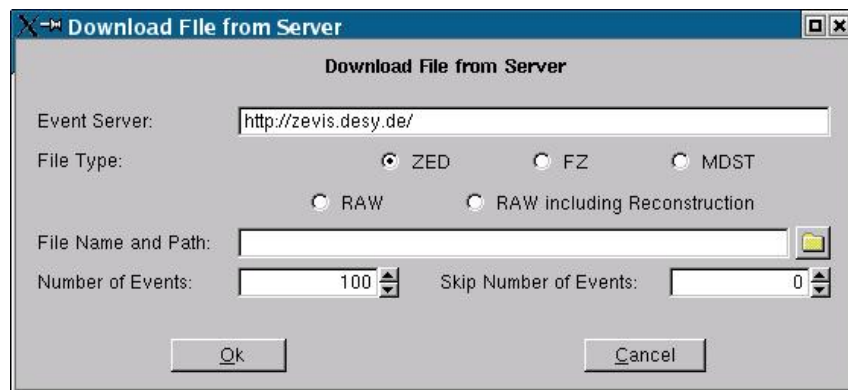 Download FIle from Server
Download File from Server
Event Server: http://zevis.desy.de/
File Type: ZED FZ MDST
RAW RAW including Reconstruction
File Name and Path:
Number of Events: 100 Skip Number of Events: 0
Ok Cancel